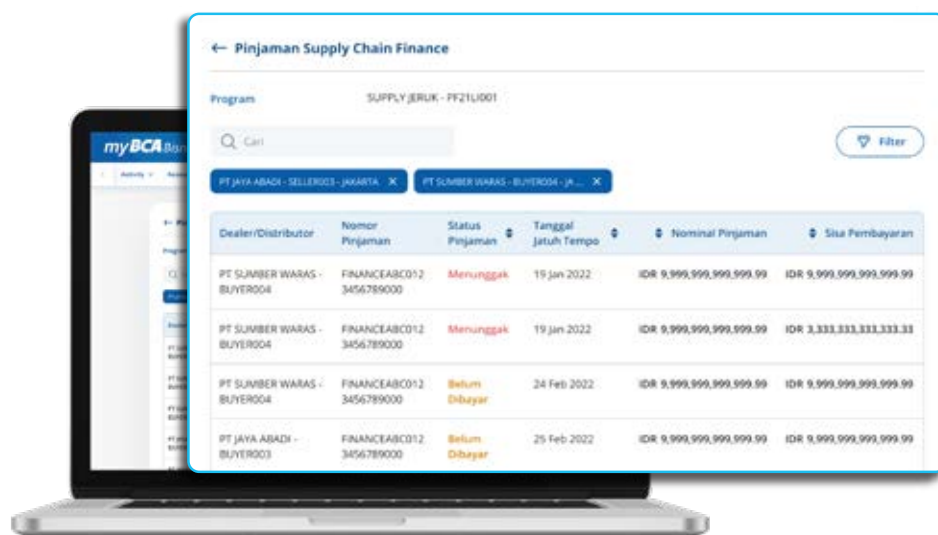 ← Pinjaman Supply Chain Finance
Program SUPPLY JERUK - PF21LI001
Cari
Filter
PT JAYA ABADI - SELLER003 - JAKARTA X PT SUMBER WARAS - BUYER004 - JA... X
Dealer/Distributor Nomor Pinjaman Status Pinjaman Tanggal Jatuh Tempo Nominal Pinjaman Sisa Pembayaran
PT SUMBER WARAS - FINANCEABC012 Menunggak 19 Jan 2022 IDR 9,999,999,999,999.99 IDR 9,999,999,999,999.99
BUYER004 3456789000
PT SUMBER WARAS - FINANCEABC012 Menunggak 19 Jan 2022 IDR 9,999,999,999,999.99 IDR 3,333,333,333,333.33
BUYER004 3456789000
PT SUMBER WARAS - FINANCEABC012 Belum 24 Feb 2022 IDR 9,999,999,999,999.99 IDR 9,999,999,999,999.99
BUYER004 3456789000 Dibayar
PT JAYA ABADI - FINANCEABC012 Belum 25 Feb 2022 IDR 9,999,999,999,999.99 IDR 9,999,999,999,999.99
BUYER003 3456789000 Dibayar
myBCA
Activity